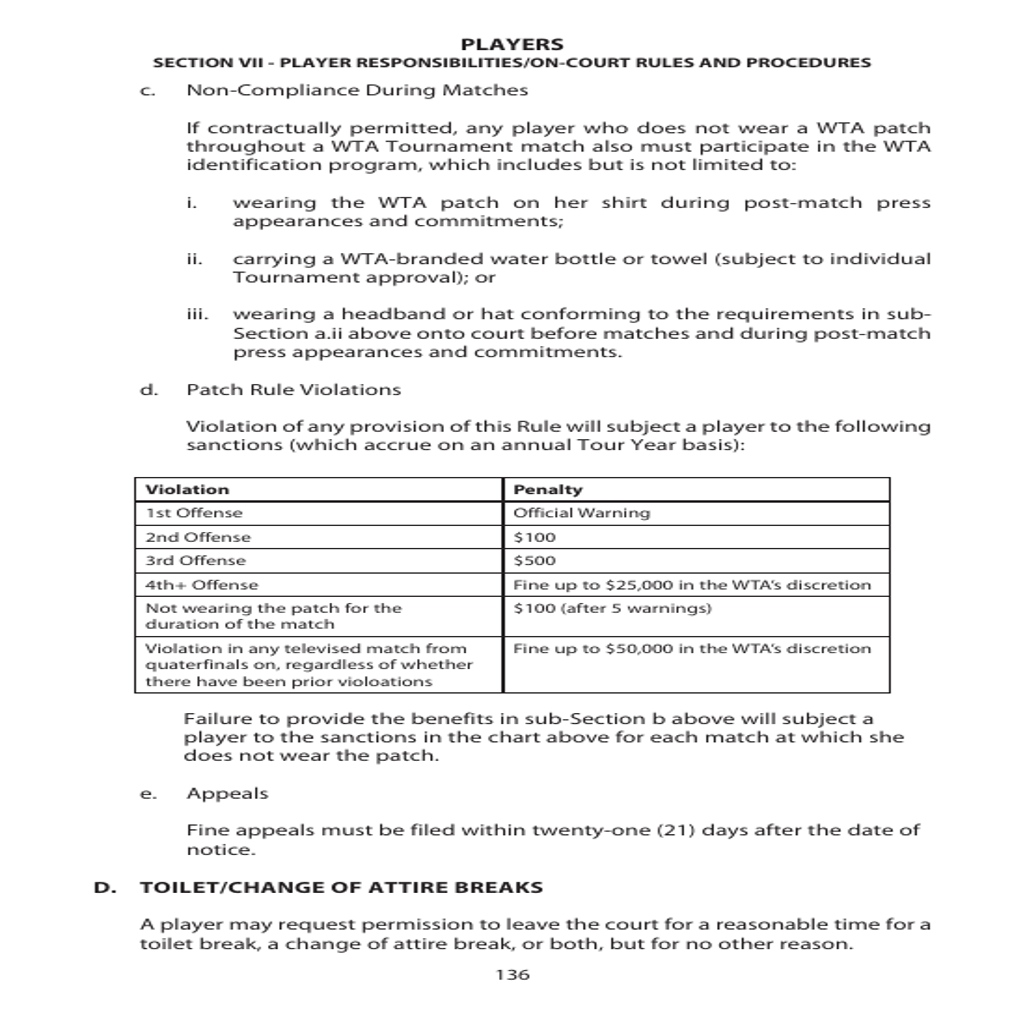 PLAYERS
SECTION VII - PLAYER RESPONSIBILITIES/ON-COURT RULES AND PROCEDURES
c. Non-Compliance During Matches
If contractually permitted, any player who does not wear a WTA patch
throughout a WTA Tournament match also must participate in the WTA
identification program, which includes but is not limited to:
i. wearing the WTA patch on her shirt during post-match press
appearances and commitments;
ii. carrying a WTA-branded water bottle or towel (subject to individual
Tournament approval); or
iii. wearing a headband or hat conforming to the requirements in sub-
Section a.ii above onto court before matches and during post-match
press appearances and commitments.
d. Patch Rule Violations
Violation of any provision of this Rule will subject a player to the following
sanctions (which accrue on an annual Tour Year basis):
Violation Penalty
1st Offense Official Warning
2nd Offense $100
3rd Offense $500
4th+ Offense Fine up to $25,000 in the WTA's discretion
Not wearing the patch for the $100 (after 5 warnings)
duration of the match
Violation in any televised match from Fine up to $50,000 in the WTA's discretion
quaterfinals on, regardless of whether
there have been prior violoations
Failure to provide the benefits in sub-Section b above will subject a
player to the sanctions in the chart above for each match at which she
does not wear the patch.
e. Appeals
Fine appeals must be filed within twenty-one (21) days after the date of
notice.
D. TOILET/CHANGE OF ATTIRE BREAKS
A player may request permission to leave the court for a reasonable time for a
toilet break, a change of attire break, or both, but for no other reason.
136